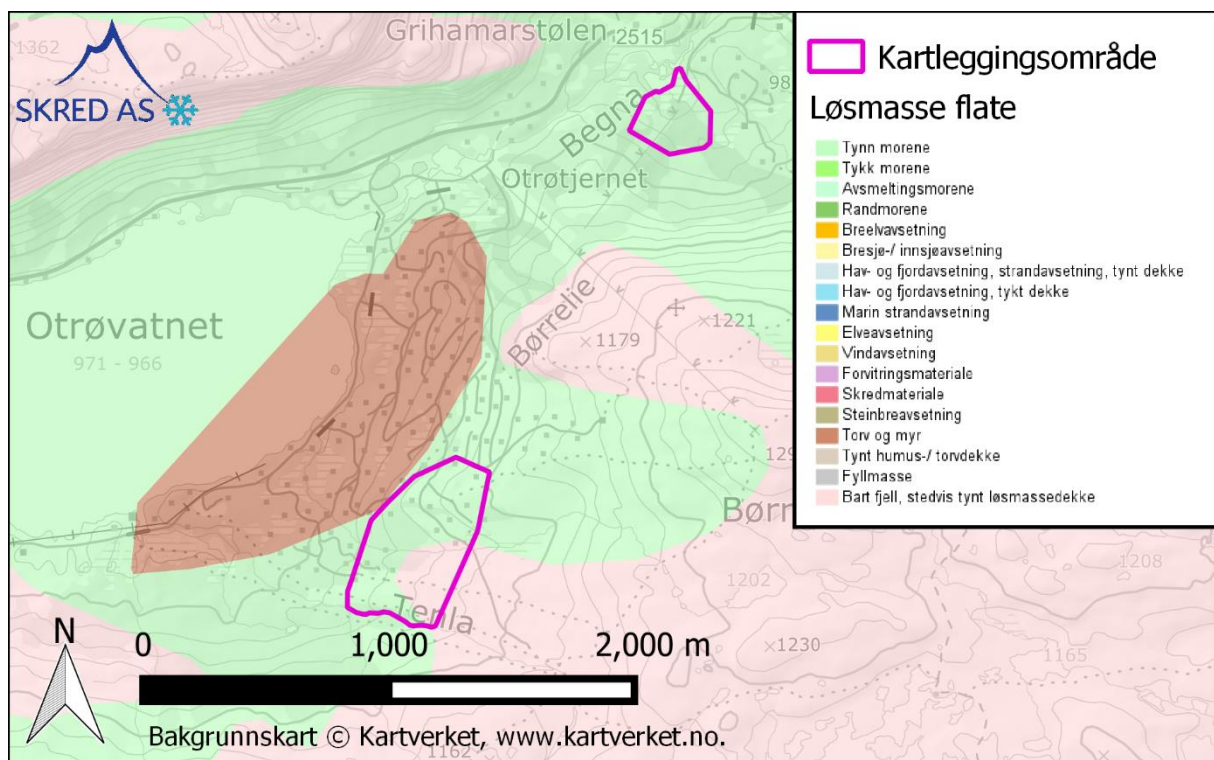 1362
Grihamarstølen
2515
98
SKRED AS
Begna
Otrøtjernet
Otrøvatnet
971 - 966
Børrelie
×1221
×1179
129
Børr
1208
1202
Tenla
×1230
1165
1162
N
0 1,000 2,000 m
Bakgrunnskart © Kartverket, www.kartverket.no.
Kartleggingsområde
Løsmasse flate
Tynn morene
Tykk morene
Avsmeltingsmorene
Randmorene
Breelvavsetning
Bresjø-/ innsjøavsetning
Hav- og fjordavsetning, strandavsetning, tynt dekke
Hav- og fjordavsetning, tykt dekke
Marin strandavsetning
Elveavsetning
Vindavsetning
Forvitringsmateriale
Skredmateriale
Steinbreavsetning
Torv og myr
Tynt humus-/ torvdekke
Fyllmasse
Bart fjell, stedvis tynt løsmassedekke